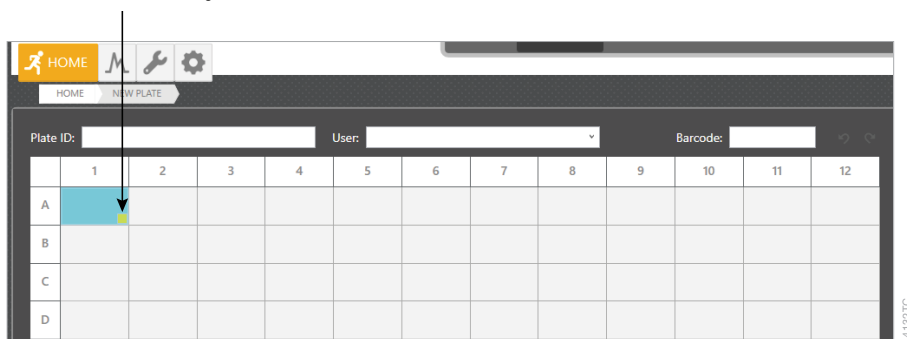 HOME
HOME NEW PLATE
Plate ID: User: Barcode:
1 2 3 4 5 6 7 8 9 10 11 12
A
B
C
D